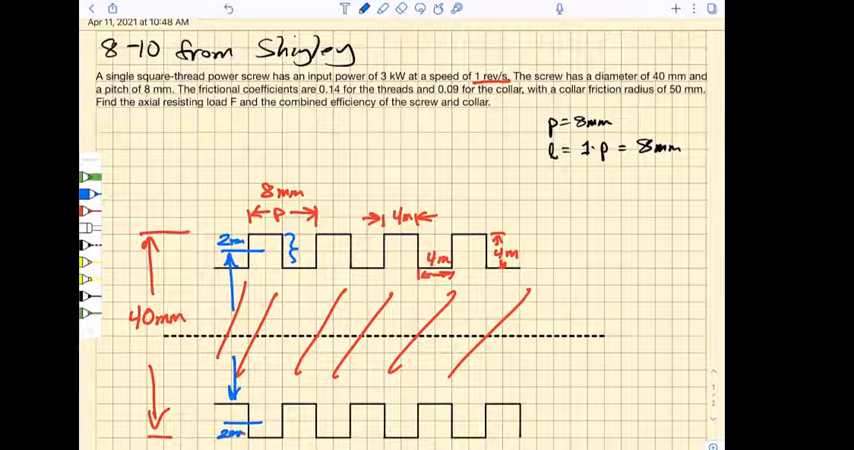 Apr 11, 2021 at 10:48 AM
8-10 from Shigley
A single square-thread power screw has an input power of 3 kW at a speed of 1 rev/s. The screw has a diameter of 40 mm and
a pitch of 8 mm. The frictional coefficients are 0.14 for the threads and 0.09 for the collar, with a collar friction radius of 50 mm.
Find the axial resisting load F and the combined efficiency of the screw and collar.
p = 8mm
l = 1·p = 8mm
8mm
p
4m
2m
4m
4m
40mm
2mm